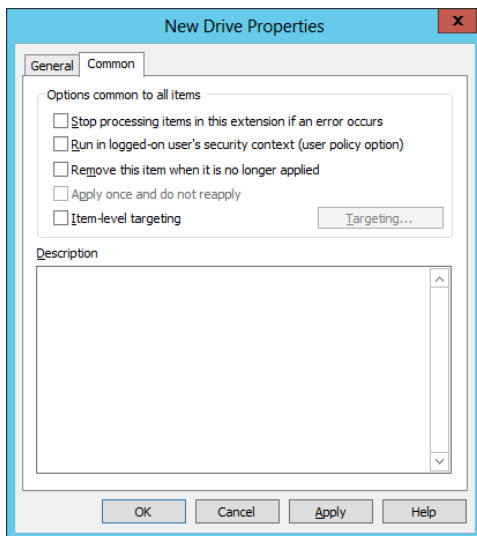 New Drive Properties
x
General Common
Options common to all items
Stop processing items in this extension if an error occurs
Run in logged-on user's security context (user policy option)
Remove this item when it is no longer applied
Apply once and do not reapply
Item-level targeting Targeting...
Description
OK Cancel Apply Help